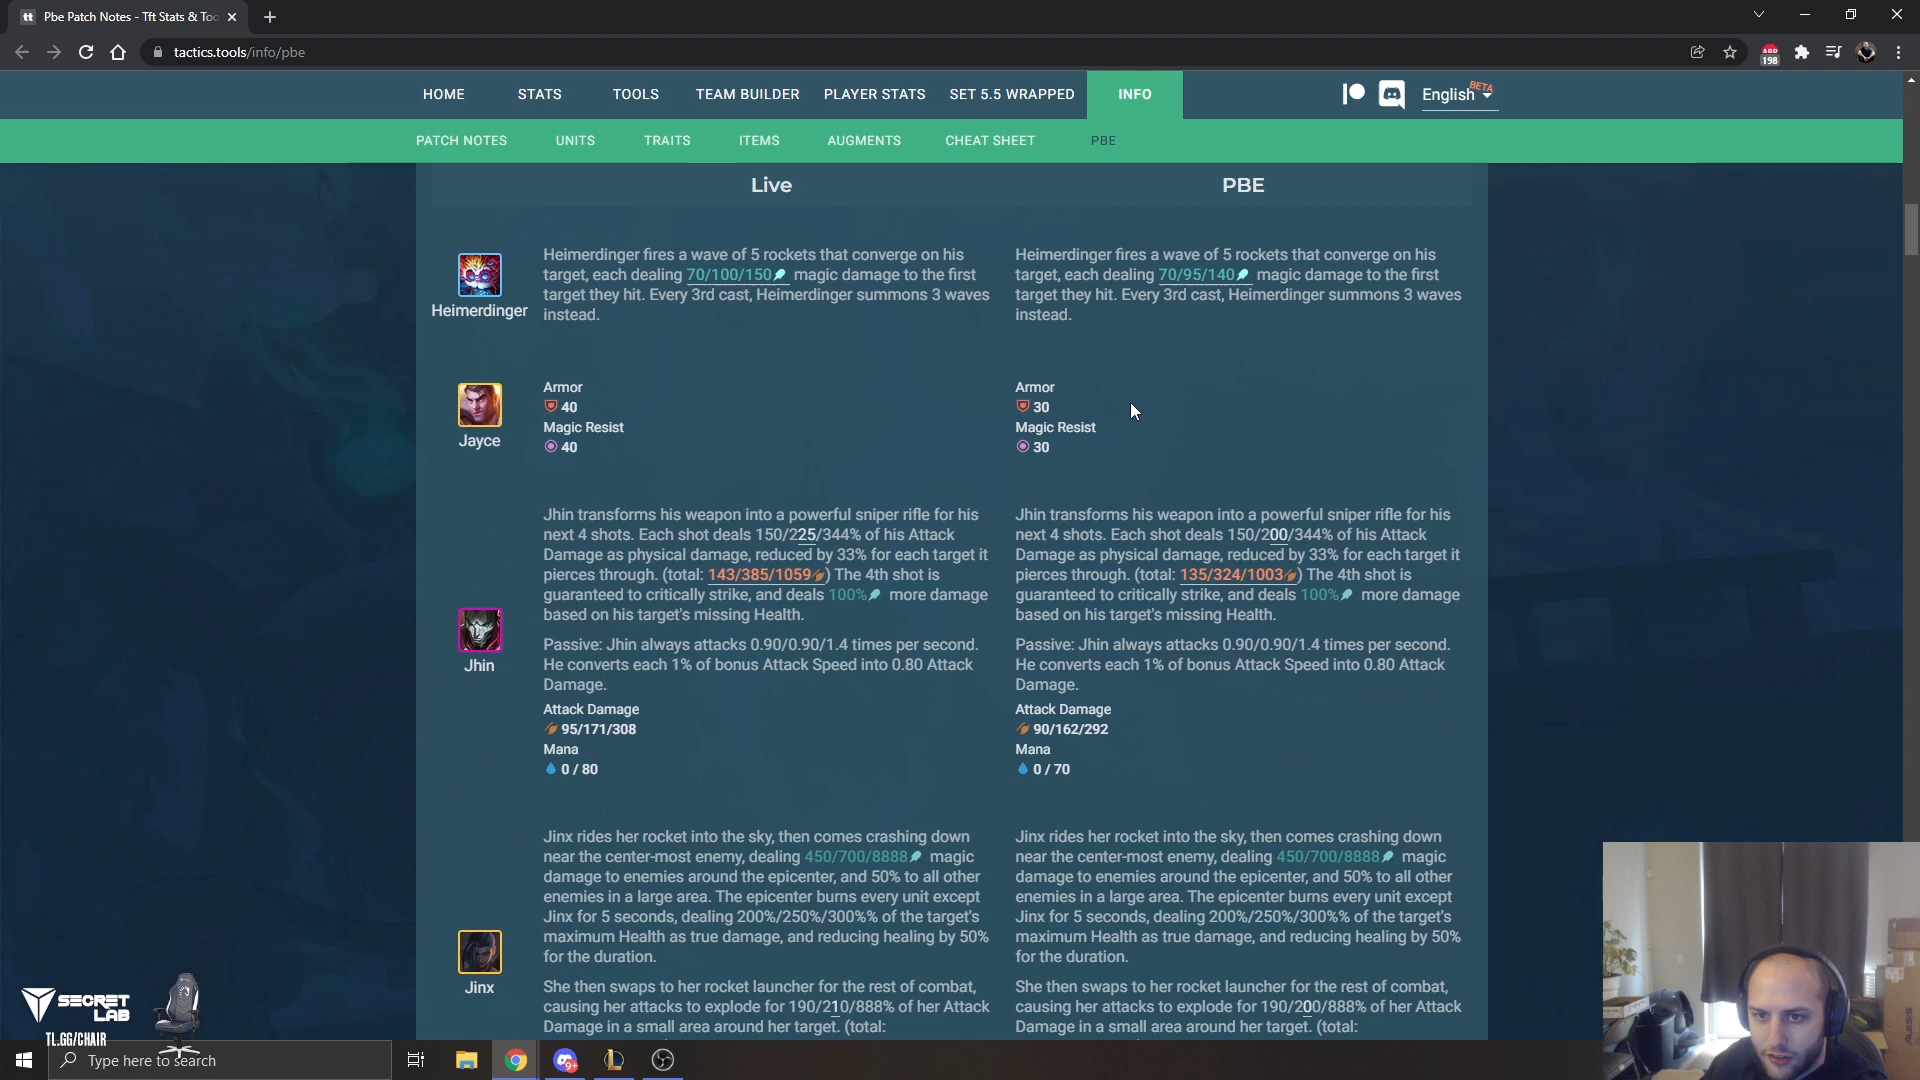 Pbe Patch Notes - Tft Stats & Too
tactics.tools/info/pbe
ABP
198
HOME
STATS
TOOLS
TEAM BUILDER
PLAYER STATS
SET 5.5 WRAPPED
INFO
English
BETA
PATCH NOTES
UNITS
TRAITS
ITEMS
AUGMENTS
CHEAT SHEET
PBE
Live
PBE
Heimerdinger
Heimerdinger fires a wave of 5 rockets that converge on his
target, each dealing 70/100/150 magic damage to the first
target they hit. Every 3rd cast, Heimerdinger summons 3 waves
instead.
Heimerdinger fires a wave of 5 rockets that converge on his
target, each dealing 70/95/140 magic damage to the first
target they hit. Every 3rd cast, Heimerdinger summons 3 waves
instead.
Jayce
Armor
40
Magic Resist
40
Armor
30
Magic Resist
30
Jhin
Jhin transforms his weapon into a powerful sniper rifle for his
next 4 shots. Each shot deals 150/225/344% of his Attack
Damage as physical damage, reduced by 33% for each target it
pierces through. (total: 143/385/1059) The 4th shot is
guaranteed to critically strike, and deals 100% more damage
based on his target's missing Health.
Passive: Jhin always attacks 0.90/0.90/1.4 times per second.
He converts each 1% of bonus Attack Speed into 0.80 Attack
Damage.
Attack Damage
95/171/308
Mana
0 / 80
Jhin transforms his weapon into a powerful sniper rifle for his
next 4 shots. Each shot deals 150/200/344% of his Attack
Damage as physical damage, reduced by 33% for each target it
pierces through. (total: 135/324/1003) The 4th shot is
guaranteed to critically strike, and deals 100% more damage
based on his target's missing Health.
Passive: Jhin always attacks 0.90/0.90/1.4 times per second.
He converts each 1% of bonus Attack Speed into 0.80 Attack
Damage.
Attack Damage
90/162/292
Mana
0 / 70
Jinx
Jinx rides her rocket into the sky, then comes crashing down
near the center-most enemy, dealing 450/700/8888 magic
damage to enemies around the epicenter, and 50% to all other
enemies in a large area. The epicenter burns every unit except
Jinx for 5 seconds, dealing 200%/250%/300%% of the target's
maximum Health as true damage, and reducing healing by 50%
for the duration.
She then swaps to her rocket launcher for the rest of combat,
causing her attacks to explode for 190/210/888% of her Attack
Damage in a small area around her target. (total:
Jinx rides her rocket into the sky, then comes crashing down
near the center-most enemy, dealing 450/700/8888 magic
damage to enemies around the epicenter, and 50% to all other
enemies in a large area. The epicenter burns every unit except
Jinx for 5 seconds, dealing 200%/250%/300%% of the target's
maximum Health as true damage, and reducing healing by 50%
for the duration.
She then swaps to her rocket launcher for the rest of combat,
causing her attacks to explode for 190/200/888% of her Attack
Damage in a small area around her target. (total:
SECRET
LAB
TL.GG/CHAIR
Type here to search
9+